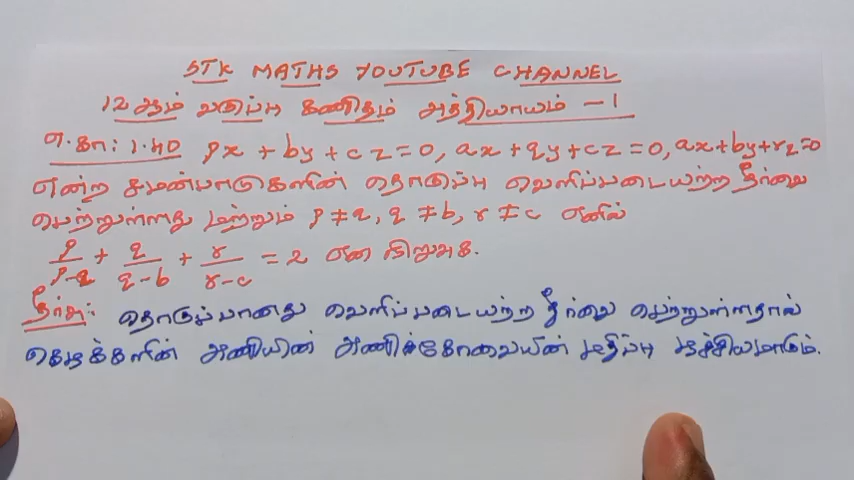 STK MATHS YOUTUBE CHANNEL
12 ஆம் வகுப்பு கணிதம் அத்தியாயம் - 1
எ.கா: 1.40 px + by + cz = 0, ax + qy + cz = 0, ax + by + rz = 0
என்ற சமன்பாடுகளின் தொகுப்பு வெளிப்படையற்ற தீர்வை
பெற்றுள்ளது மற்றும் p ≠ a, q ≠ b, r ≠ c எனில்
p/(p-a) + q/(q-b) + r/(r-c) = 2 என நிறுவுக.
தீர்வு: தொகுப்பானது வெளிப்படையற்ற தீர்வை பெற்றுள்ளதால்
கெழுக்களின் அணியின் அணிக்கோவையின் மதிப்பு பூச்சியமாகும்.